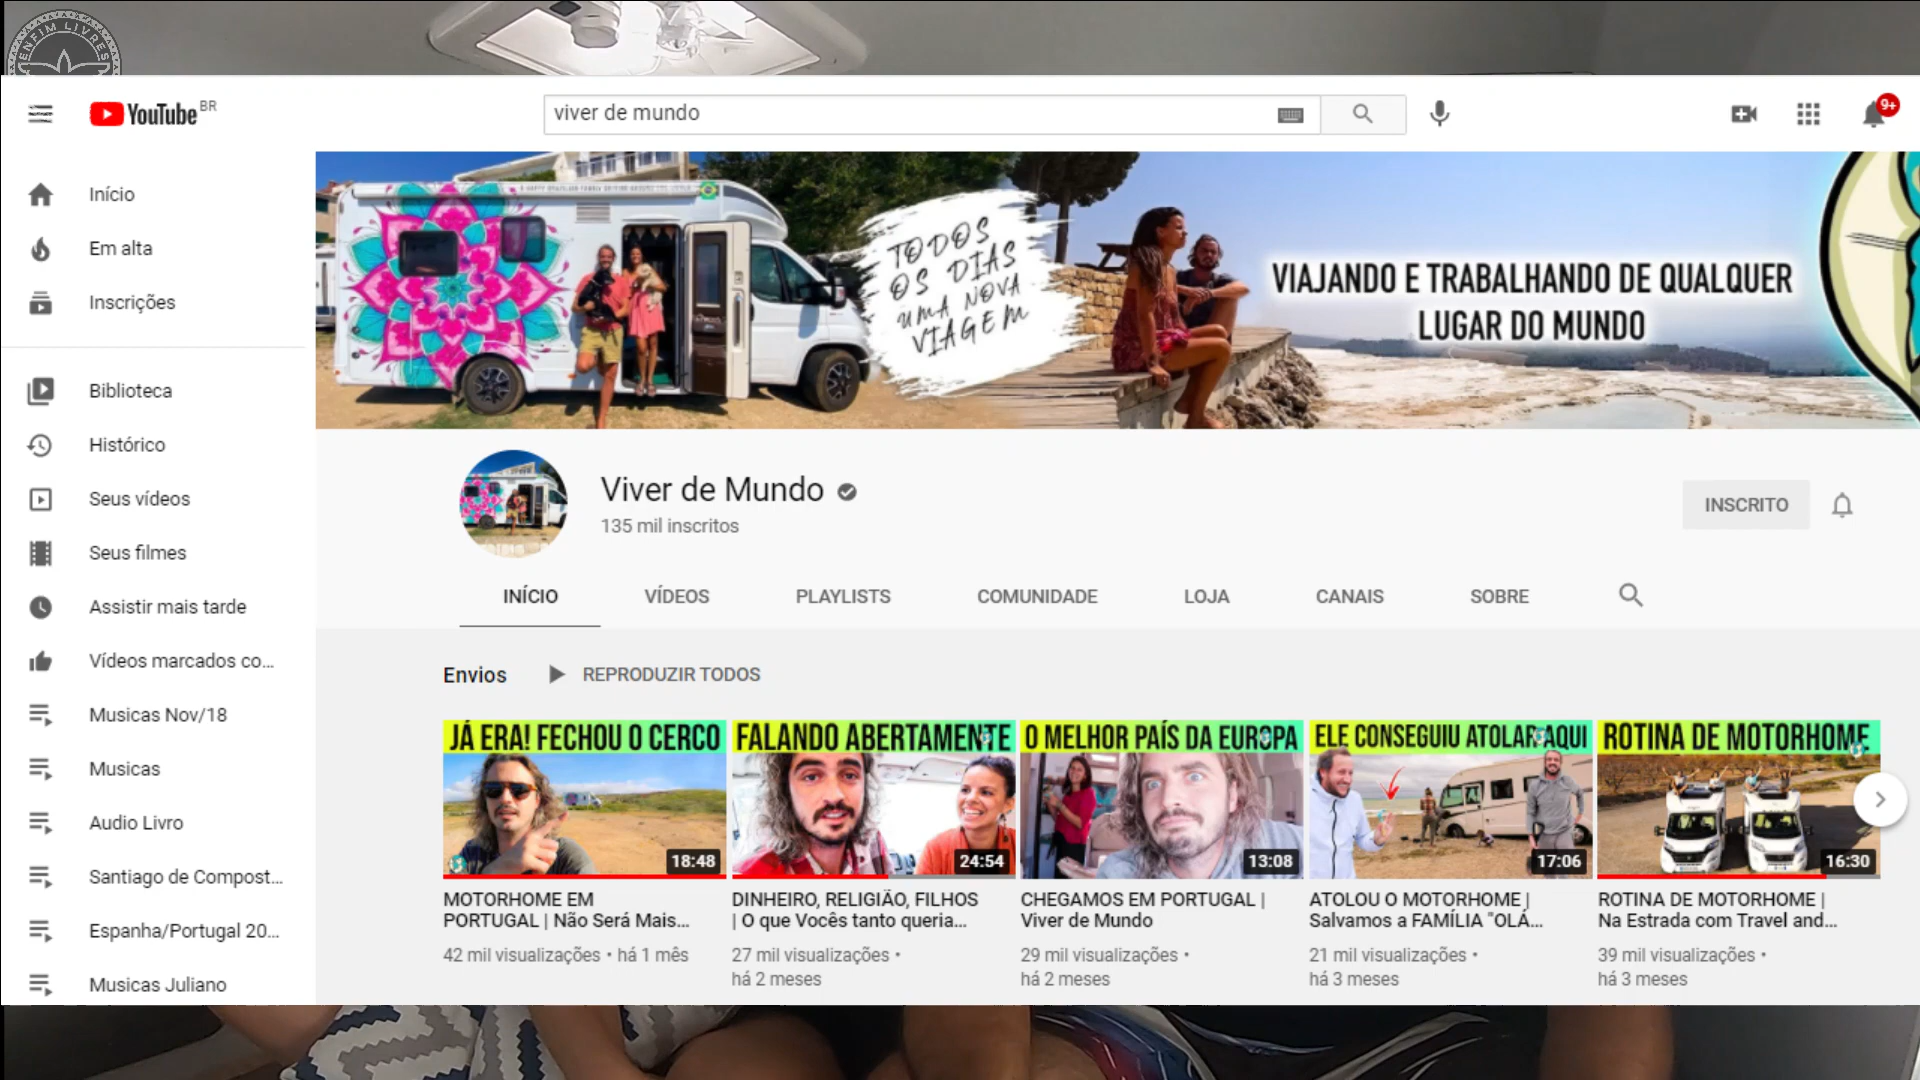 ENFIM LIVRES
YouTube BR
viver de mundo
9+
Início
Em alta
Inscrições
Biblioteca
Histórico
Seus vídeos
Seus filmes
Assistir mais tarde
Vídeos marcados co...
Musicas Nov/18
Musicas
Audio Livro
Santiago de Compost...
Espanha/Portugal 20...
Musicas Juliano
TODOS
OS DIAS
UMA NOVA
VIAGEM
VIAJANDO E TRABALHANDO DE QUALQUER
LUGAR DO MUNDO
Viver de Mundo
135 mil inscritos
INSCRITO
INÍCIO
VÍDEOS
PLAYLISTS
COMUNIDADE
LOJA
CANAIS
SOBRE
Envios
REPRODUZIR TODOS
JÁ ERA! FECHOU O CERCO
18:48
MOTORHOME EM
PORTUGAL | Não Será Mais...
42 mil visualizações • há 1 mês
FALANDO ABERTAMENTE
24:54
DINHEIRO, RELIGIÃO, FILHOS
| O que Vocês tanto queria...
27 mil visualizações •
há 2 meses
O MELHOR PAÍS DA EUROPA
13:08
CHEGAMOS EM PORTUGAL |
Viver de Mundo
29 mil visualizações •
há 2 meses
ELE CONSEGUIU ATOLAR AQUI
17:06
ATOLOU O MOTORHOME |
Salvamos a FAMÍLIA "OLÁ...
21 mil visualizações •
há 3 meses
ROTINA DE MOTORHOME
16:30
ROTINA DE MOTORHOME |
Na Estrada com Travel and...
39 mil visualizações •
há 3 meses